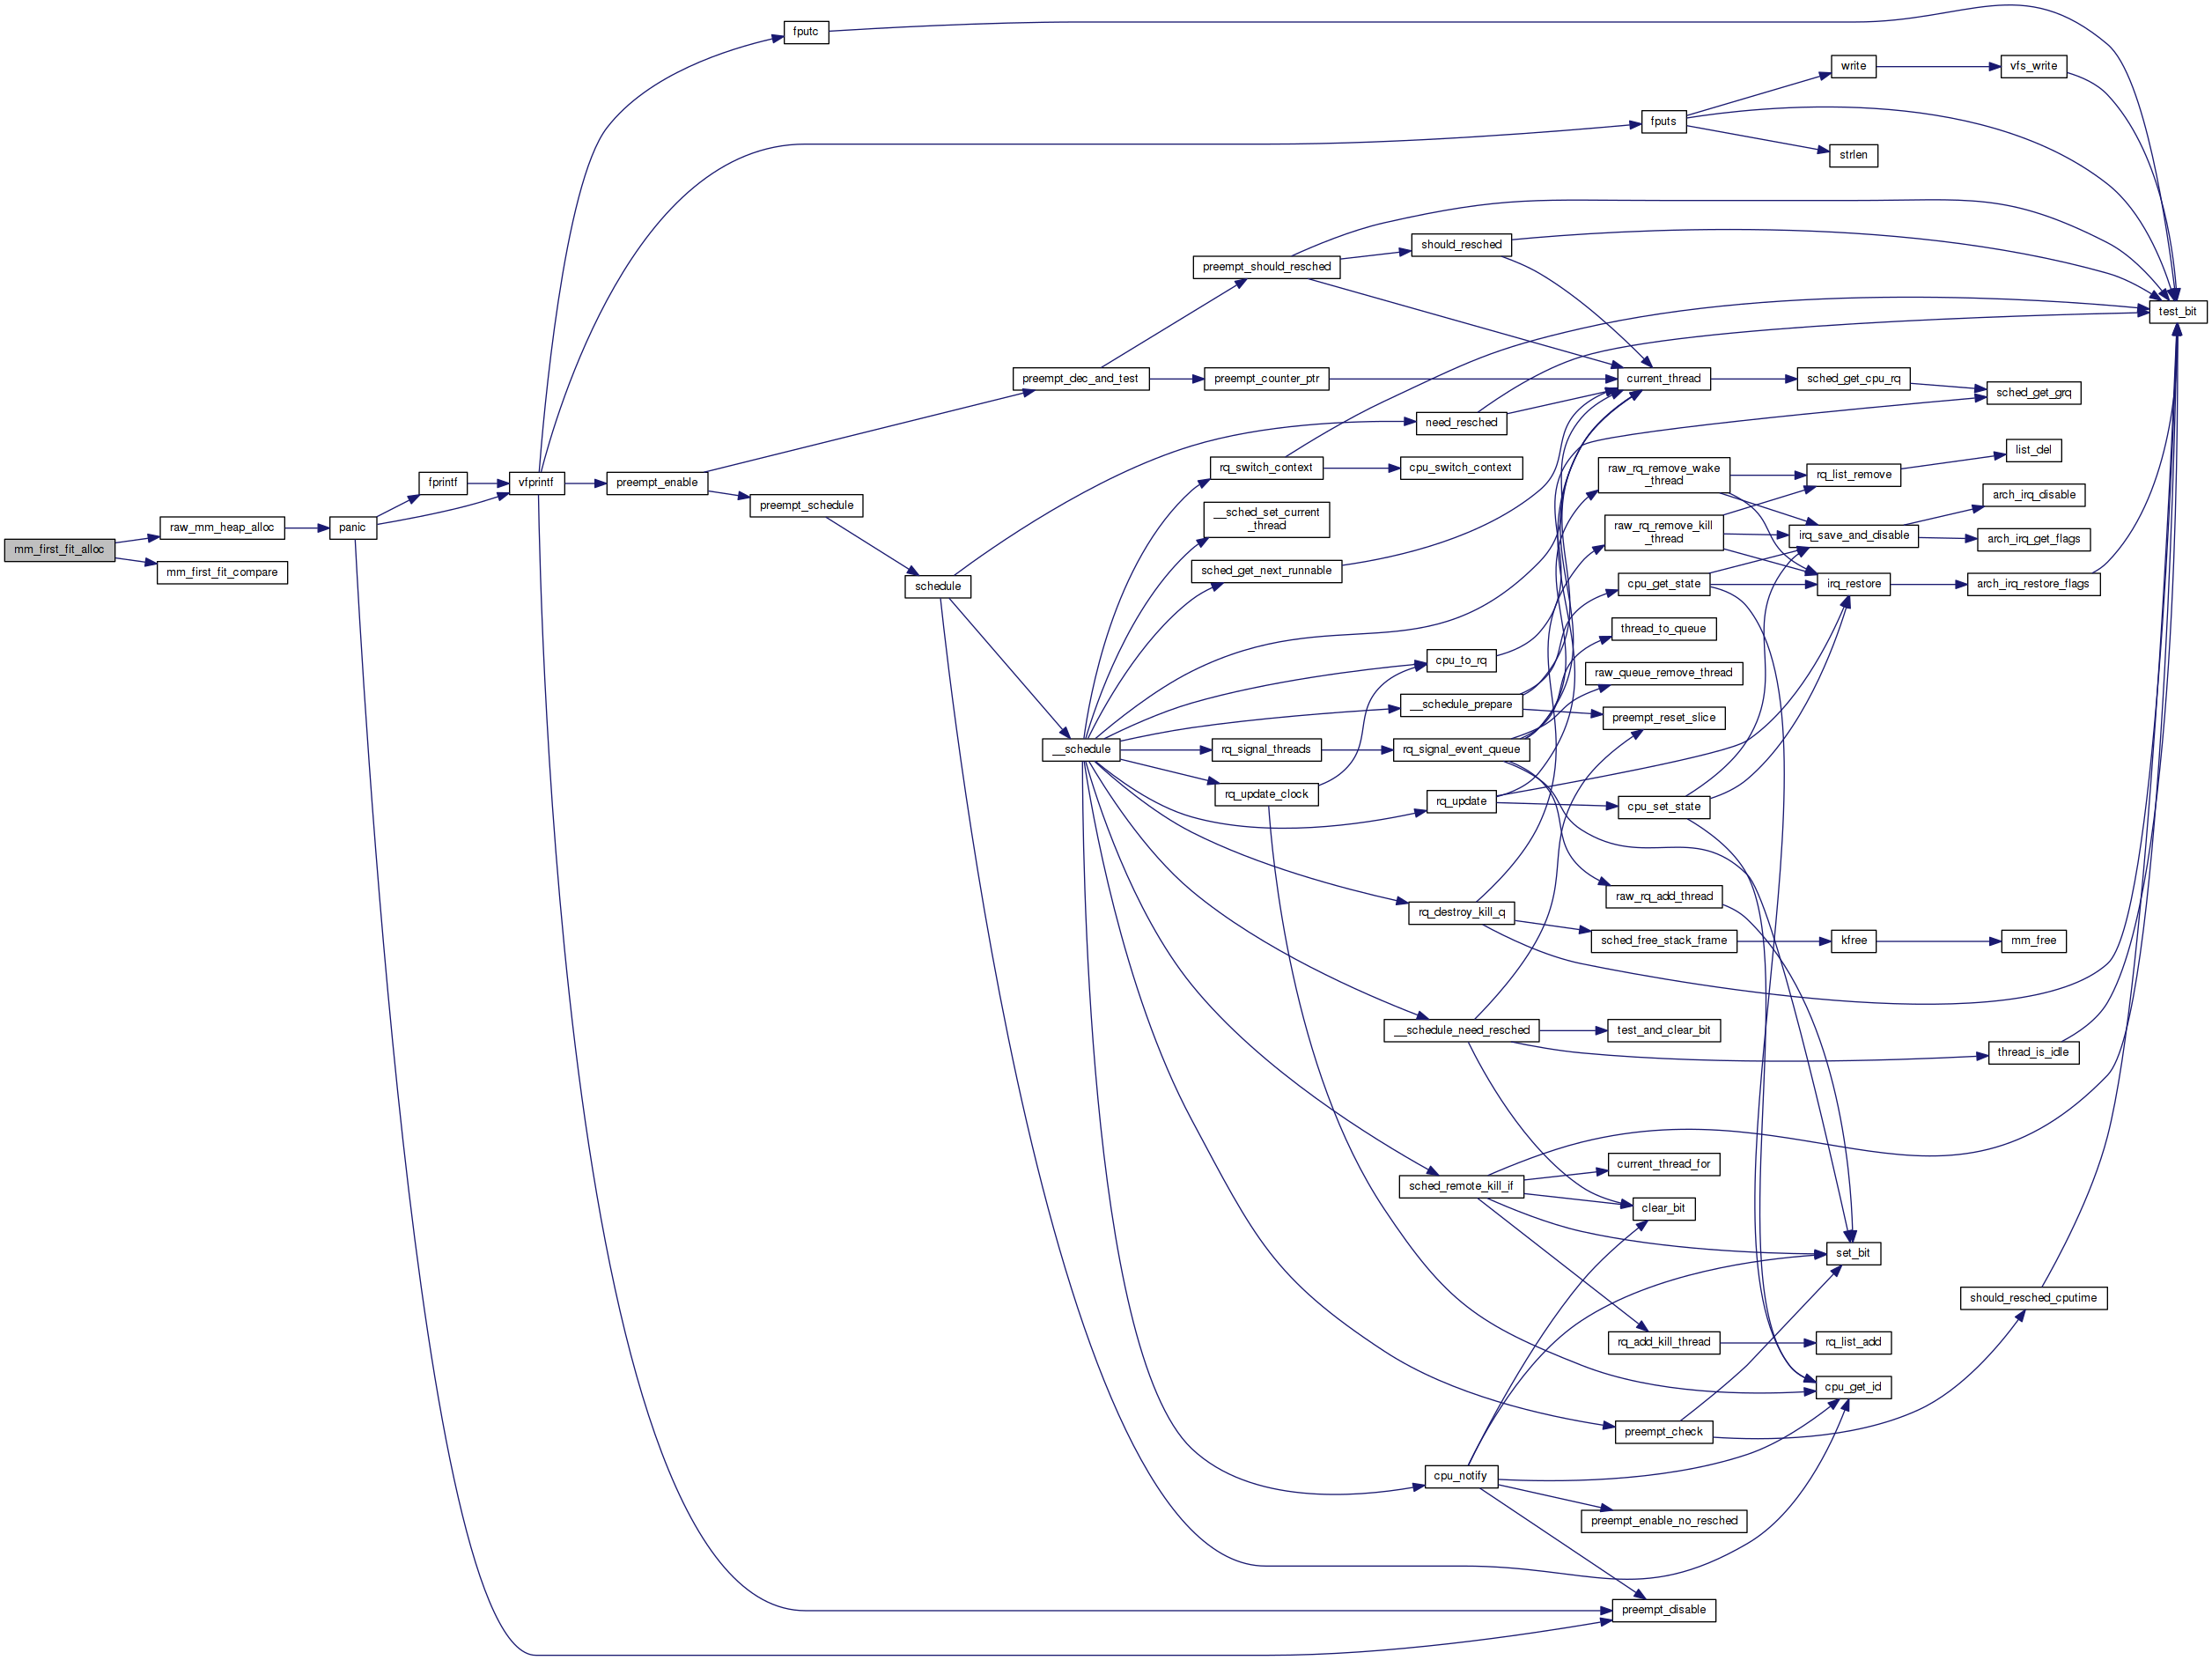 fputc
write
vfs_write
fputs
strlen
should_resched
preempt_should_resched
test_bit
preempt_dec_and_test
preempt_counter_ptr
current_thread
sched_get_cpu_rq
sched_get_grq
need_resched
list_del
rq_switch_context
cpu_switch_context
raw_rq_remove_wake
_thread
rq_list_remove
fprintf
vfprintf
preempt_enable
arch_irq_disable
preempt_schedule
__sched_set_current
_thread
raw_mm_heap_alloc
panic
raw_rq_remove_kill
_thread
irq_save_and_disable
arch_irq_get_flags
mm_first_fit_alloc
mm_first_fit_compare
sched_get_next_runnable
schedule
cpu_get_state
irq_restore
arch_irq_restore_flags
thread_to_queue
cpu_to_rq
raw_queue_remove_thread
__schedule_prepare
preempt_reset_slice
__schedule
rq_signal_threads
rq_signal_event_queue
rq_update_clock
rq_update
cpu_set_state
raw_rq_add_thread
rq_destroy_kill_q
sched_free_stack_frame
kfree
mm_free
__schedule_need_resched
test_and_clear_bit
thread_is_idle
current_thread_for
sched_remote_kill_if
clear_bit
set_bit
should_resched_cputime
rq_add_kill_thread
rq_list_add
cpu_get_id
preempt_check
cpu_notify
preempt_enable_no_resched
preempt_disable